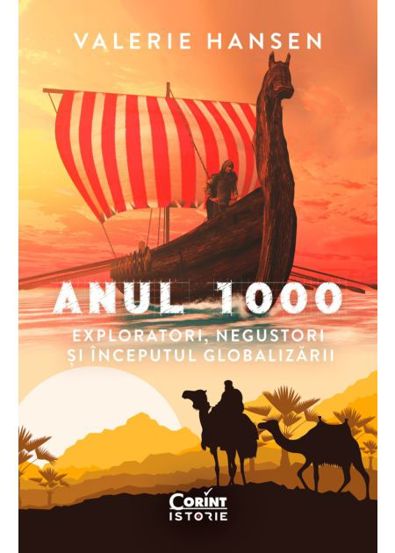 VALERIE HANSEN
ANUL 1000
EXPLORATORI, NEGUSTORI
ȘI ÎNCEPUTUL GLOBALIZĂRII
CORINT
ISTORIE